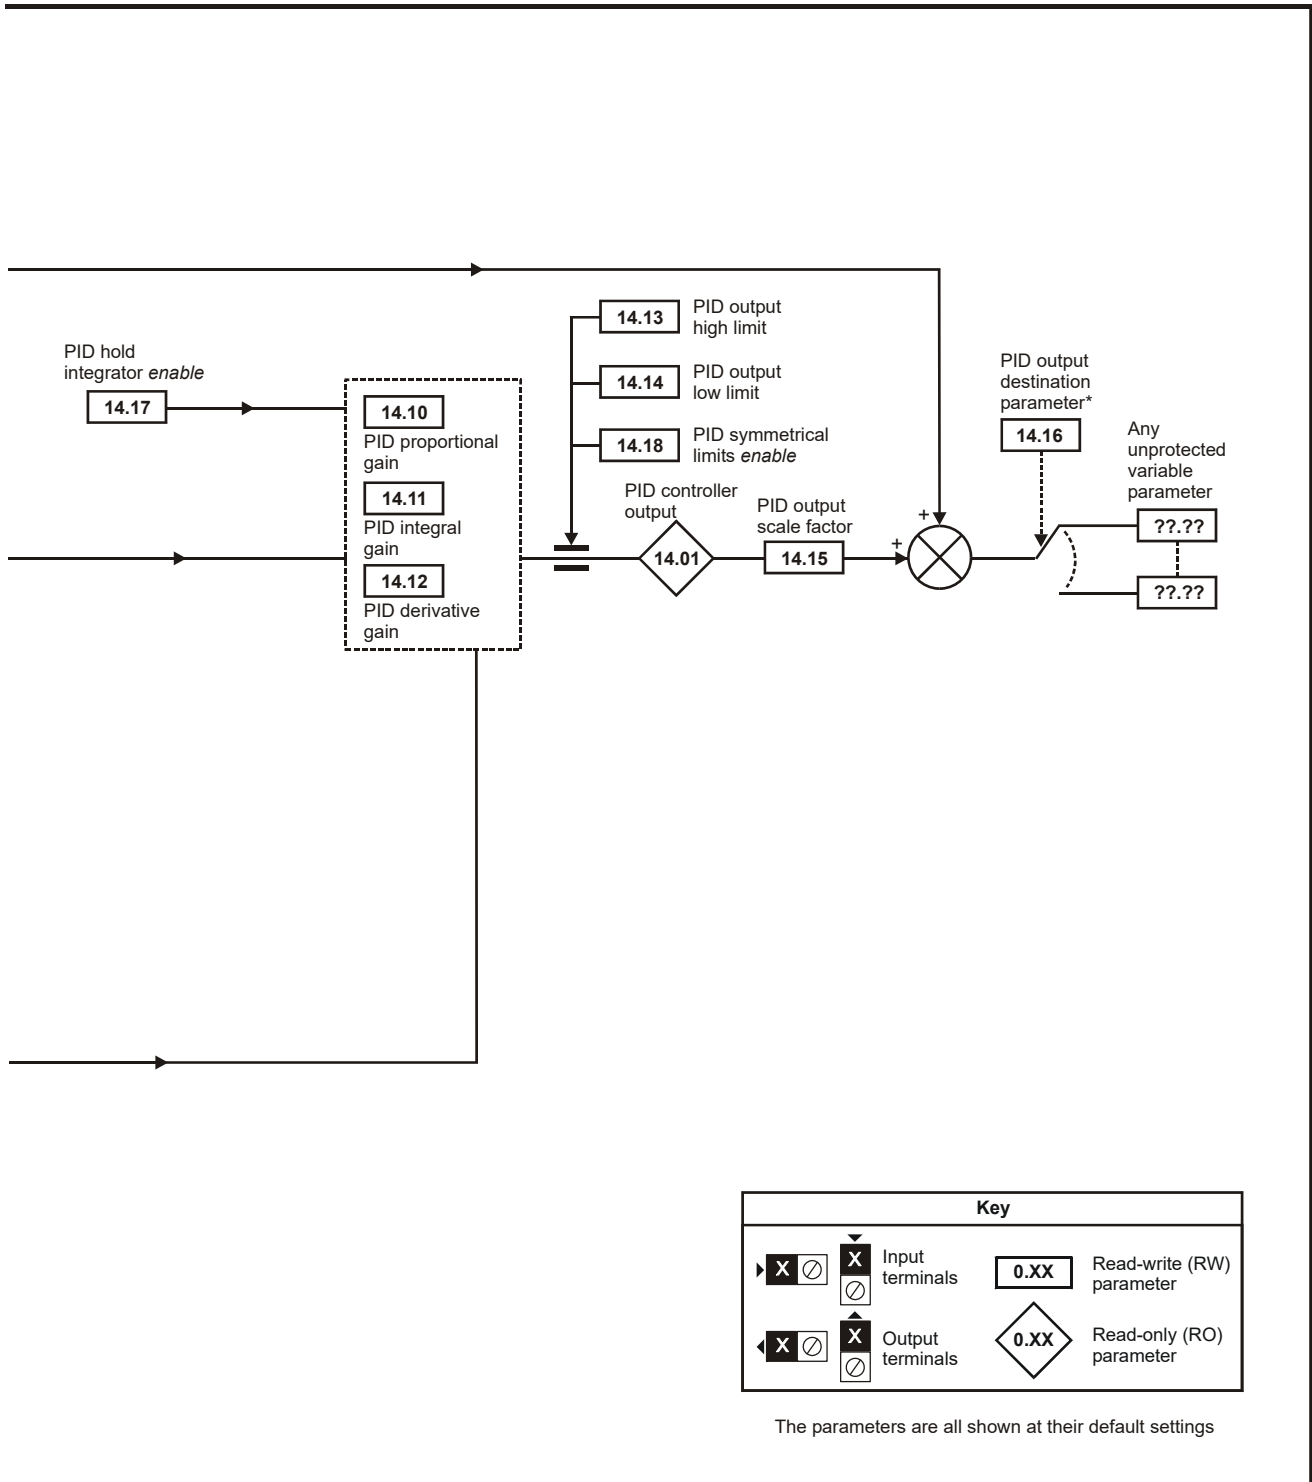 PID hold
integrator enable
14.17
14.10
PID proportional
gain
14.11
PID integral
gain
14.12
PID derivative
gain
14.13
PID output
high limit
14.14
PID output
low limit
14.18
PID symmetrical
limits enable
PID controller
output
14.01
PID output
scale factor
14.15
+
+
PID output
destination
parameter*
14.16
Any
unprotected
variable
parameter
??.??
??.??
Key
X
X
Input
terminals
0.XX
Read-write (RW)
parameter
X
X
Output
terminals
0.XX
Read-only (RO)
parameter
The parameters are all shown at their default settings